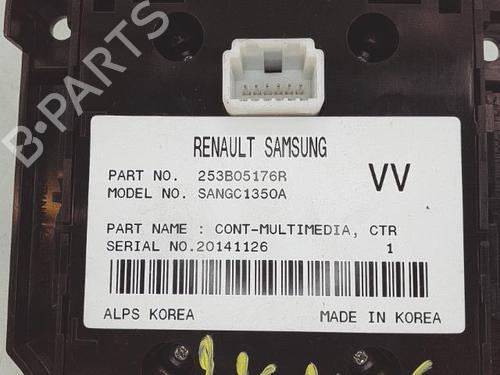 B-PARTS
RENAULT SAMSUNG
PART NO. 253B05176R
MODEL NO. SANGC1350A
VV
PART NAME : CONT-MULTIMEDIA, CTR
SERIAL NO.20141126 1
ALPS KOREA MADE IN KOREA